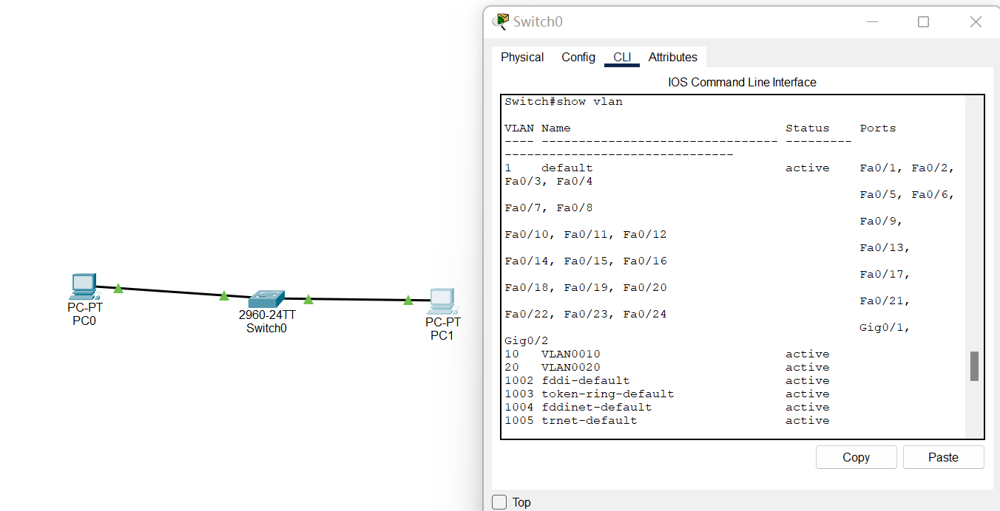 Switch0
Physical Config CLI Attributes
IOS Command Line Interface
Switch#show vlan
VLAN Name                             Status    Ports
---- -------------------------------- ---------
-------------------------------
1    default                          active    Fa0/1, Fa0/2,
Fa0/3, Fa0/4
                                                Fa0/5, Fa0/6,
Fa0/7, Fa0/8
                                                Fa0/9,
Fa0/10, Fa0/11, Fa0/12
                                                Fa0/13,
Fa0/14, Fa0/15, Fa0/16
                                                Fa0/17,
Fa0/18, Fa0/19, Fa0/20
                                                Fa0/21,
Fa0/22, Fa0/23, Fa0/24
                                                Gig0/1,
Gig0/2
10   VLAN0010                         active
20   VLAN0020                         active
1002 fddi-default                     active
1003 token-ring-default               active
1004 fddinet-default                  active
1005 trnet-default                    active
Copy Paste
Top
PC-PT
PC0
2960-24TT
Switch0
PC-PT
PC1